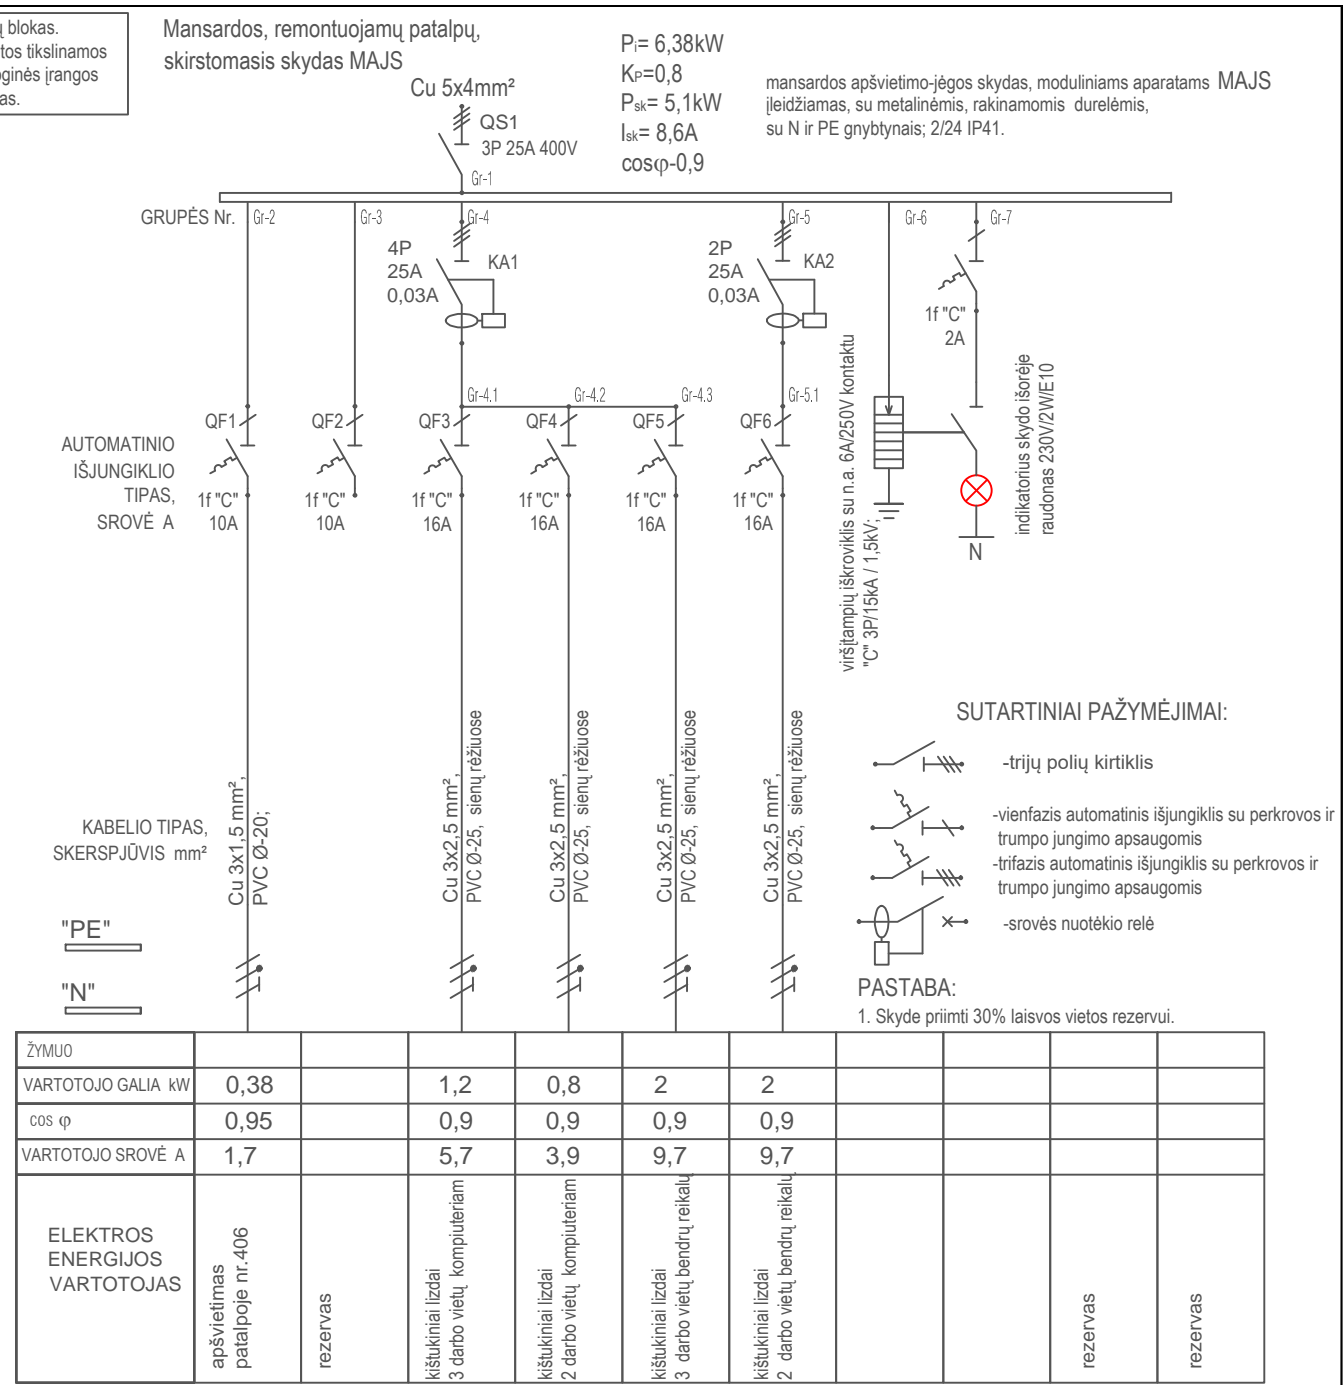 ų blokas.
tos tikslinamos
oginės įrangos
as.
Mansardos, remontuojamų patalpų,
skirstomasis skydas MAJS
Cu 5x4mm²
QS1
3P 25A 400V
Gr-1
Pi= 6,38kW
KP=0,8
Psk= 5,1kW
Isk= 8,6A
cosφ-0,9
mansardos apšvietimo-jėgos skydas, moduliniams aparatams MAJS
įleidžiamas, su metalinėmis, rakinamomis durelėmis,
su N ir PE gnybtynais; 2/24 IP41.
GRUPĖS Nr.
Gr-2
Gr-3
Gr-4
Gr-5
Gr-6
Gr-7
4P
25A
0,03A
KA1
2P
25A
0,03A
KA2
1f "C"
2A
Gr-4.1
Gr-4.2
Gr-4.3
Gr-5.1
QF1
QF2
QF3
QF4
QF5
QF6
AUTOMATINIO
IŠJUNGIKLIO
TIPAS,
SROVĖ A
1f "C"
10A
1f "C"
10A
1f "C"
16A
1f "C"
16A
1f "C"
16A
1f "C"
16A
viršįtampių iškroviklis su n.a. 6A/250V kontaktu
"C" 3P/15kA / 1,5kV;
indikatorius skydo išorėje
raudonas 230V/2W/E10
N
KABELIO TIPAS,
SKERSPJŪVIS mm²
Cu 3x1,5 mm²,
PVC Ø-20;
Cu 3x2,5 mm²,
PVC Ø-25, sienų rėžiuose
Cu 3x2,5 mm²,
PVC Ø-25, sienų rėžiuose
Cu 3x2,5 mm²,
PVC Ø-25, sienų rėžiuose
Cu 3x2,5 mm²,
PVC Ø-25, sienų rėžiuose
SUTARTINIAI PAŽYMĖJIMAI:
-trijų polių kirtiklis
-vienfazis automatinis išjungiklis su perkrovos ir
trumpo jungimo apsaugomis
-trifazis automatinis išjungiklis su perkrovos ir
trumpo jungimo apsaugomis
-srovės nuotėkio relė
"PE"
"N"
PASTABA:
1. Skyde priimti 30% laisvos vietos rezervui.
ŽYMUO
VARTOTOJO GALIA kW 0,38 1,2 0,8 2 2
cos φ 0,95 0,9 0,9 0,9 0,9
VARTOTOJO SROVĖ A 1,7 5,7 3,9 9,7 9,7
ELEKTROS
ENERGIJOS
VARTOTOJAS
apšvietimas
patalpoje nr.406
rezervas
kištukiniai lizdai
3 darbo vietų kompiuteriam
kištukiniai lizdai
2 darbo vietų kompiuteriam
kištukiniai lizdai
3 darbo vietų bendrų reikalų
kištukiniai lizdai
2 darbo vietų bendrų reikalų
rezervas
rezervas